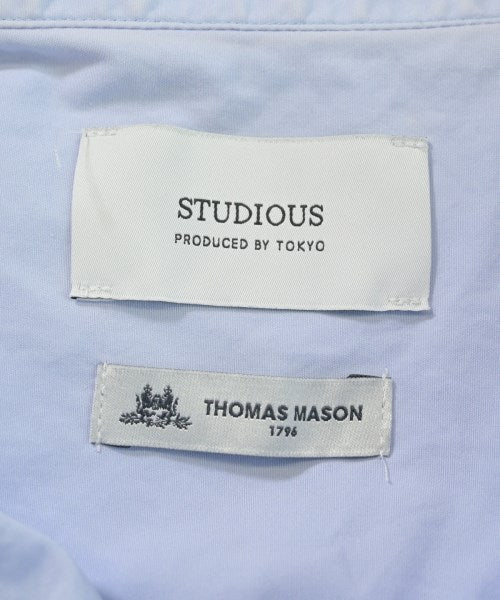 STUDIOUS
PRODUCED BY TOKYO
THOMAS MASON
1796